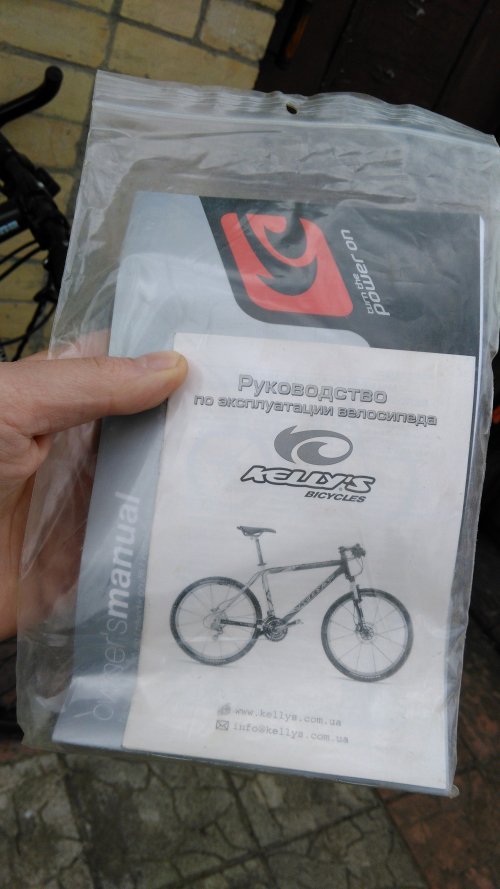 turn the
power on
Руководство
по эксплуатации велосипеда
KELLY'S
BICYCLES
www.kellys.com.ua
info@kellys.com.ua
owner'smanual